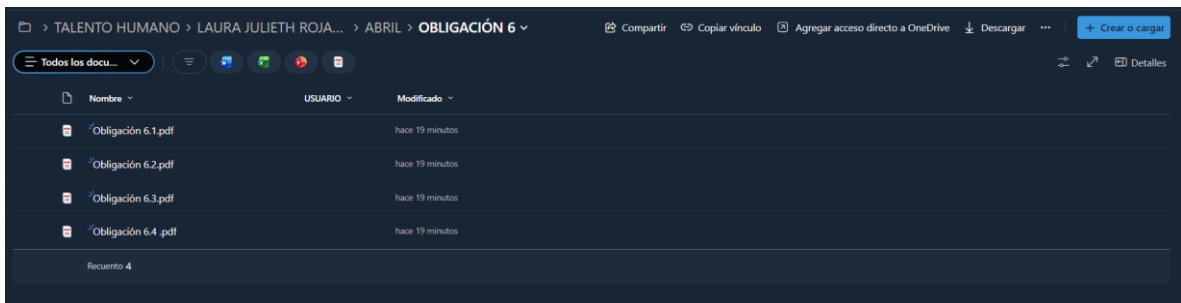 > TALENTO HUMANO > LAURA JULIETH ROJA... > ABRIL > OBLIGACIÓN 6 Compartir Copiar vínculo Agregar acceso directo a OneDrive Descargar ... + Crear o cargar
Todos los docu... Detalles
Nombre USUARIO Modificado
Obligación 6.1.pdf hace 19 minutos
Obligación 6.2.pdf hace 19 minutos
Obligación 6.3.pdf hace 19 minutos
Obligación 6.4 .pdf hace 19 minutos
Recuento 4